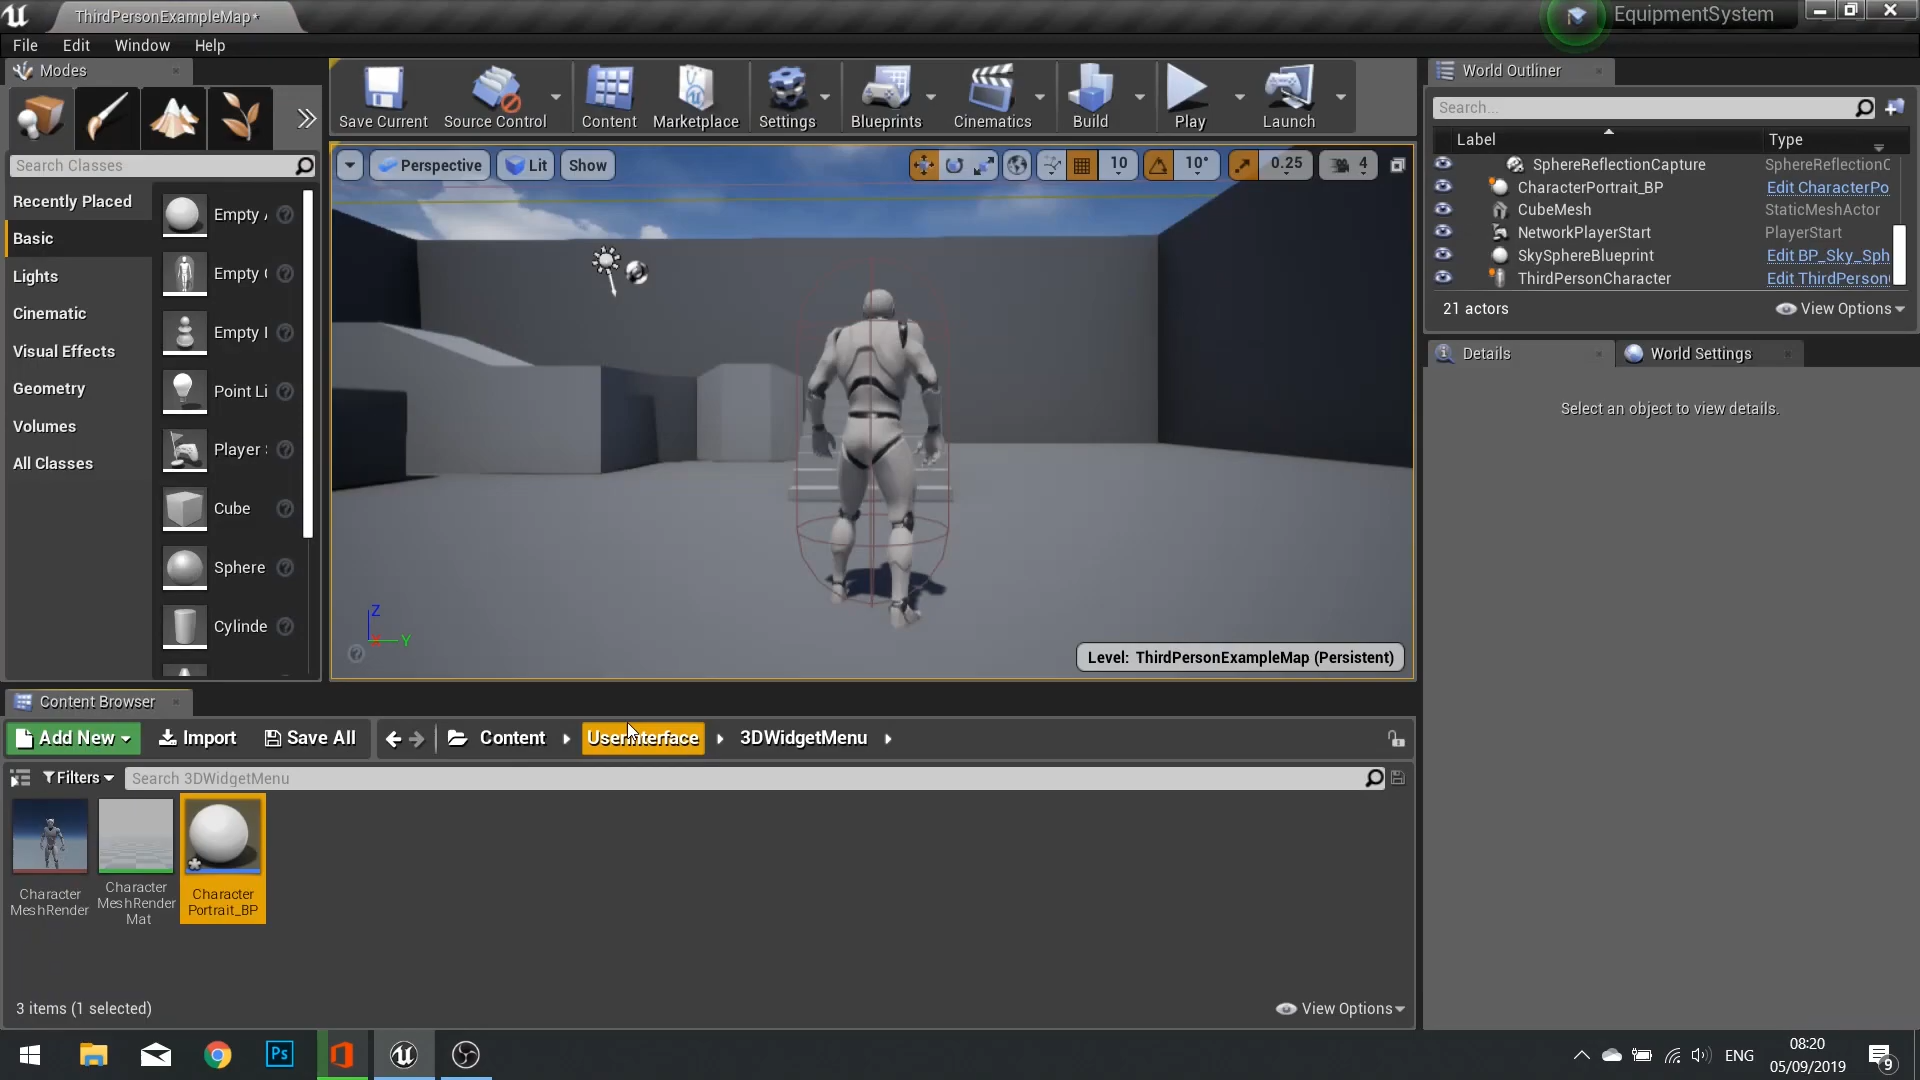 ThirdPersonExampleMap*
EquipmentSystem
File Edit Window Help
Modes
Search Classes
Recently Placed
Basic
Lights
Cinematic
Visual Effects
Geometry
Volumes
All Classes
Empty A
Empty C
Empty P
Point Li
Player S
Cube
Sphere
Cylinde
Save Current
Source Control
Content
Marketplace
Settings
Blueprints
Cinematics
Build
Play
Launch
Perspective
Lit
Show
10
10°
0.25
4
Z
Y
Level: ThirdPersonExampleMap (Persistent)
World Outliner
Search...
Label Type
SphereReflectionCapture SphereReflectionC
CharacterPortrait_BP Edit CharacterPo
CubeMesh StaticMeshActor
NetworkPlayerStart PlayerStart
SkySphereBlueprint Edit BP_Sky_Sph
ThirdPersonCharacter Edit ThirdPerson
21 actors
View Options
Details
World Settings
Select an object to view details.
Content Browser
Add New
Import
Save All
Content
UserInterface
3DWidgetMenu
Filters
Search 3DWidgetMenu
Character
MeshRender
Character
MeshRender
Mat
Character
Portrait_BP
3 items (1 selected)
View Options
Ps
ENG
08:20
05/09/2019
9